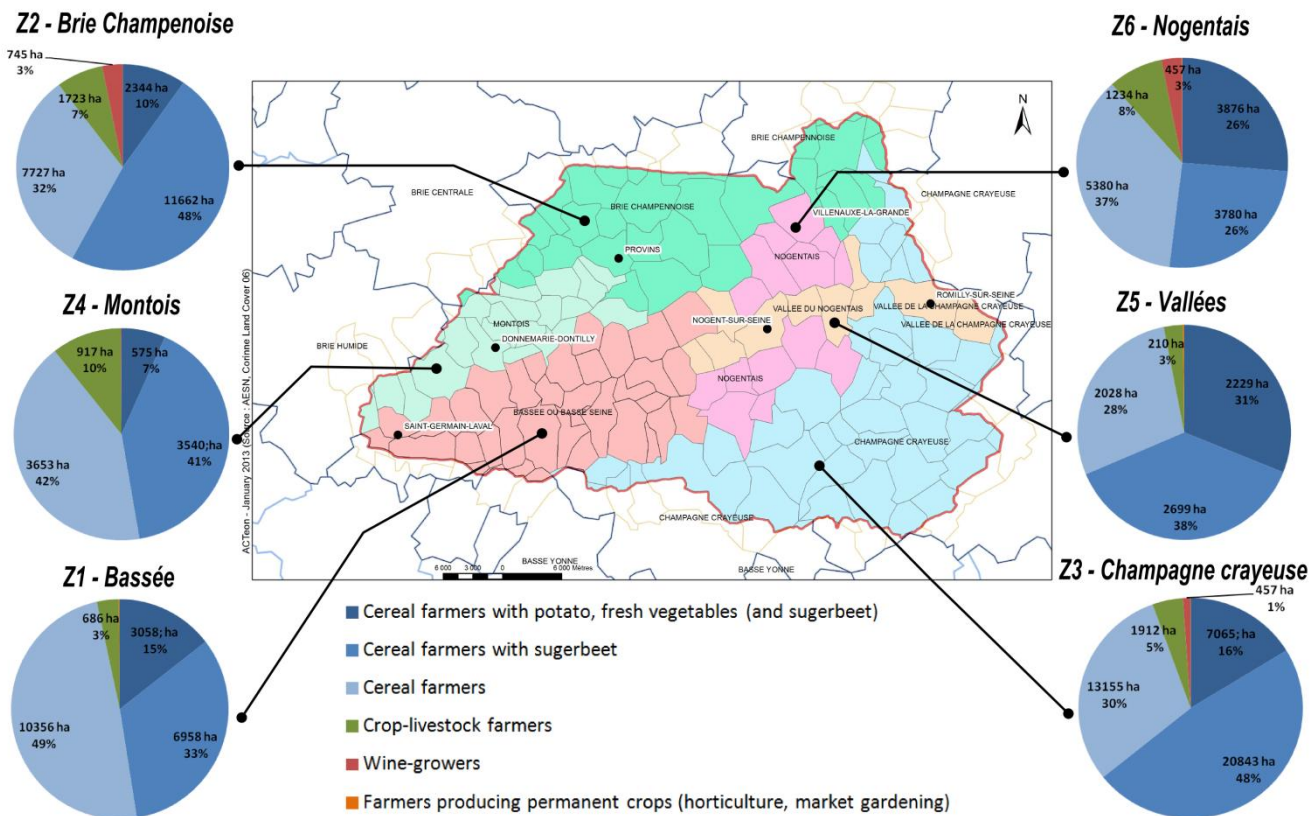 Z2 - Brie Champenoise
745 ha
3%
2344 ha
10%
1723 ha
7%
7727 ha
32%
11662 ha
48%
Z4 - Montois
917 ha
10%
575 ha
7%
3653 ha
42%
3540;ha
41%
Z1 - Bassée
686 ha
3%
3058; ha
15%
10356 ha
49%
6958 ha
33%
Z6 - Nogentais
457 ha
3%
1234 ha
8%
3876 ha
26%
5380 ha
37%
3780 ha
26%
Z5 - Vallées
210 ha
3%
2229 ha
31%
2028 ha
28%
2699 ha
38%
Z3 - Champagne crayeuse
457 ha
1%
1912 ha
5%
7065; ha
16%
13155 ha
30%
20843 ha
48%
N
BRIE CHAMPENNOISE
BRIE CENTRALE
CHAMPAGNE CRAYEUSE
BRIE CHAMPENNOISE
VILLENAUXE-LA-GRANDE
PROVINS
NOGENTAIS
ROMILLY-SUR-SEINE
VALLEE DE LA CHAMPAGNE CRAYEUSE
VALLEE DU NOGENTAIS
MONTOIS
NOGENT-SUR-SEINE
VALLEE DE LA CHAMPAGNE CRAYEUSE
BRIE HUMIDE
DONNEMARIE-DONTILLY
NOGENTAIS
BASSEE OU BASSE SEINE
SAINT-GERMAIN-LAVAL
CHAMPAGNE CRAYEUSE
CHAMPAGNE CRAYEUSE
BASSE YONNE
BASSE YONNE
6 000 3 000 0 6 000 Mètres
ACTeon - January 2013 (Source : AESN, Corinne Land Cover 06)
Cereal farmers with potato, fresh vegetables (and sugerbeet)
Cereal farmers with sugerbeet
Cereal farmers
Crop-livestock farmers
Wine-growers
Farmers producing permanent crops (horticulture, market gardening)